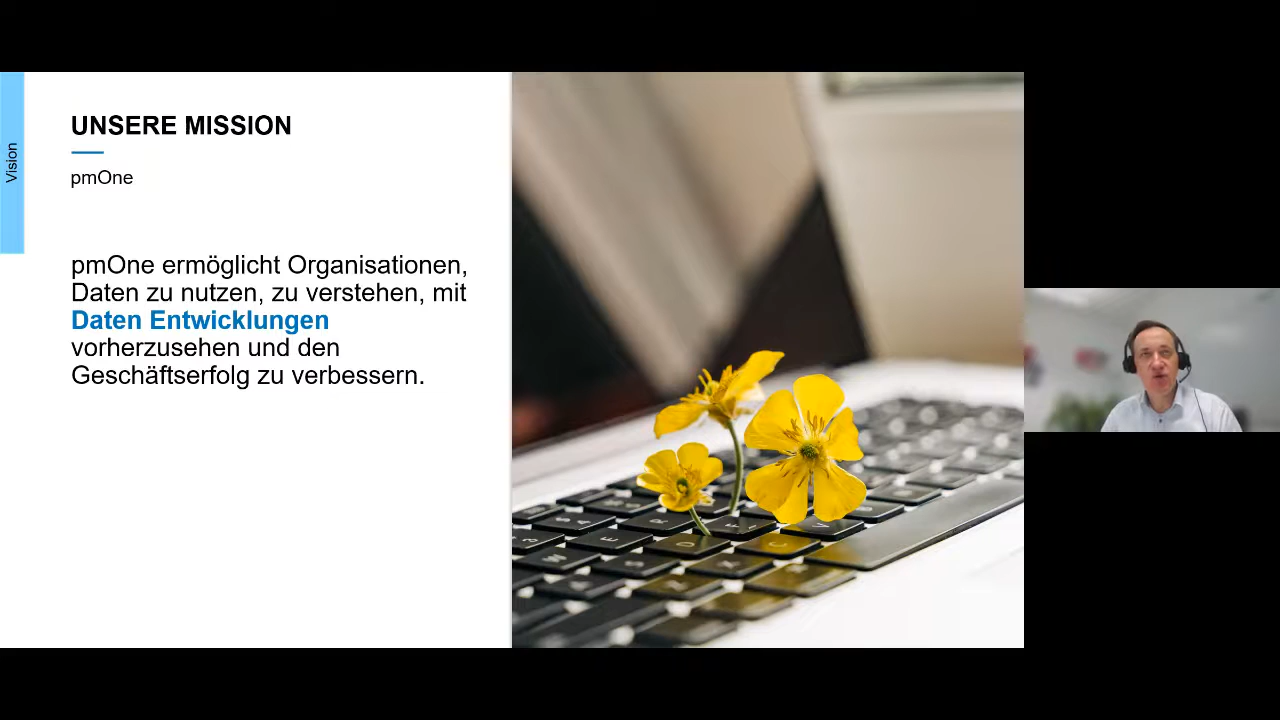 Vision
UNSERE MISSION
pmOne
pmOne ermöglicht Organisationen,
Daten zu nutzen, zu verstehen, mit
Daten Entwicklungen
vorherzusehen und den
Geschäftserfolg zu verbessern.